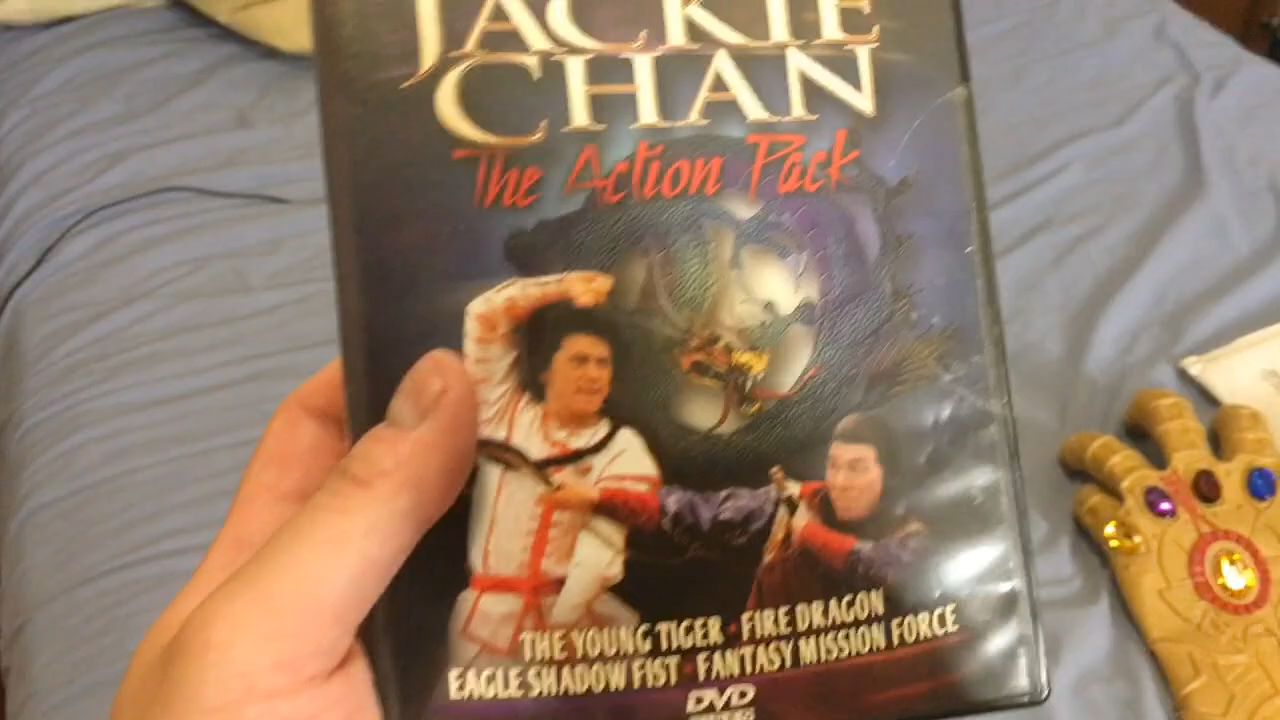 JACKIE
CHAN
The Action Pack
THE YOUNG TIGER · FIRE DRAGON
EAGLE SHADOW FIST · FANTASY MISSION FORCE
DVD